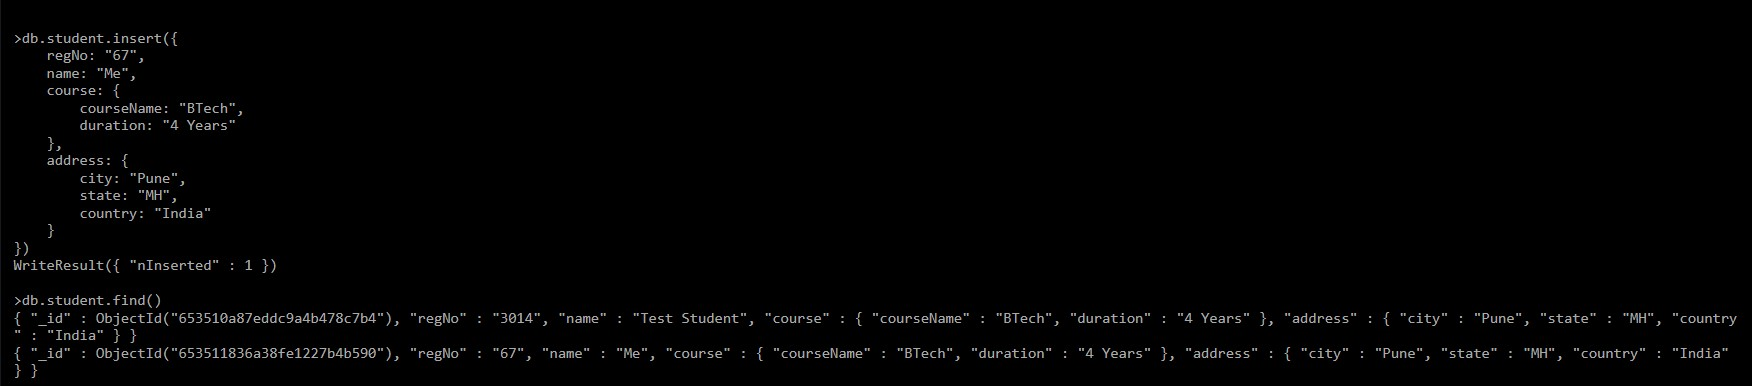 >db.student.insert({
    regNo: "67",
    name: "Me",
    course: {
        courseName: "BTech",
        duration: "4 Years"
    },
    address: {
        city: "Pune",
        state: "MH",
        country: "India"
    }
})
WriteResult({ "nInserted" : 1 })

>db.student.find()
{ "_id" : ObjectId("653510a87eddc9a4b478c7b4"), "regNo" : "3014", "name" : "Test Student", "course" : { "courseName" : "BTech", "duration" : "4 Years" }, "address" : { "city" : "Pune", "state" : "MH", "country
" : "India" } }
{ "_id" : ObjectId("653511836a38fe1227b4b590"), "regNo" : "67", "name" : "Me", "course" : { "courseName" : "BTech", "duration" : "4 Years" }, "address" : { "city" : "Pune", "state" : "MH", "country" : "India"
} }